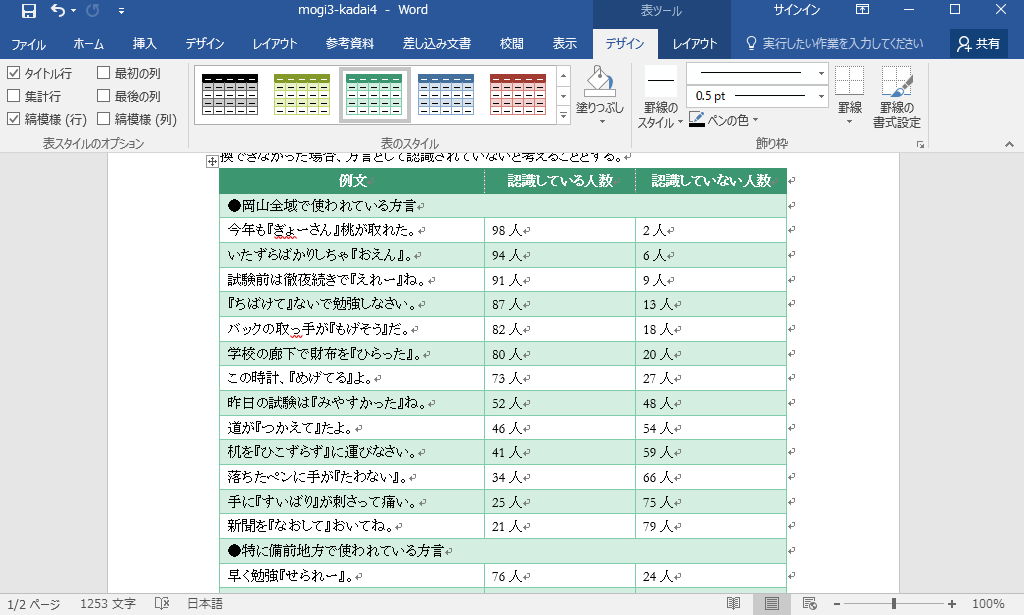 mogi3-kadai4 - Word
表ツール
サインイン
ファイル ホーム 挿入 デザイン レイアウト 参考資料 差し込み文書 校閲 表示 デザイン レイアウト 実行したい作業を入力してください 共有
タイトル行 最初の列
集計行 最後の列
縞模様 (行) 縞模様 (列)
表スタイルのオプション
表のスタイル
塗りつぶし
罫線の
スタイル
0.5 pt
ペンの色
罫線
罫線の
書式設定
飾り枠
換できなかった場合、方言として認識されていないと考えることとする。
例文 認識している人数 認識していない人数
●岡山全域で使われている方言
今年も『ぎょーさん』桃が取れた。 98 人 2 人
いたずらばかりしちゃ『おえん』。 94 人 6 人
試験前は徹夜続きで『えれー』ね。 91 人 9 人
『ちばけて』ないで勉強しなさい。 87 人 13 人
バックの取っ手が『もげそう』だ。 82 人 18 人
学校の廊下で財布を『ひらった』。 80 人 20 人
この時計、『めげてる』よ。 73 人 27 人
昨日の試験は『みやすかった』ね。 52 人 48 人
道が『つかえて』たよ。 46 人 54 人
机を『ひこずらず』に運びなさい。 41 人 59 人
落ちたペンに手が『たわない』。 34 人 66 人
手に『すいばり』が刺さって痛い。 25 人 75 人
新聞を『なおして』おいてね。 21 人 79 人
●特に備前地方で使われている方言
早く勉強『せられー』。 76 人 24 人
1/2 ページ 1253 文字 日本語 100%